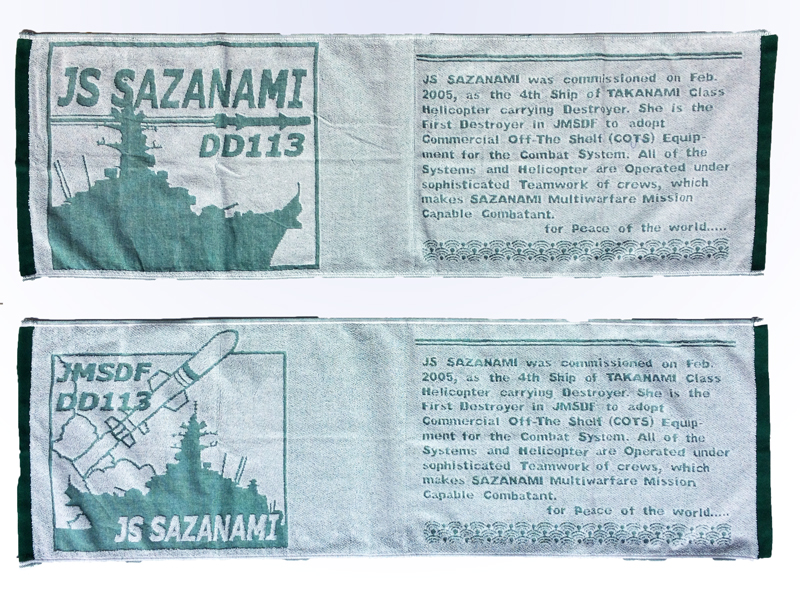 JS SAZANAMI
DD113
JS SAZANAMI was commissioned on Feb.
2005, as the 4th Ship of TAKANAMI Class
Helicopter carrying Destroyer. She is the
First Destroyer in JMSDF to adopt
Commercial Off-The Shelf (COTS) Equip-
ment for the Combat System. All of the
Systems and Helicopter are Operated under
sophisticated Teamwork of crews, which
makes SAZANAMI Multiwarfare Mission
Capable Combatant.
for Peace of the world.....
JMSDF
DD113
JS SAZANAMI
JS SAZANAMI was commissioned on Feb.
2005, as the 4th Ship of TAKANAMI Class
Helicopter carrying Destroyer. She is the
First Destroyer in JMSDF to adopt
Commercial Off-The Shelf (COTS) Equip-
ment for the Combat System. All of the
Systems and Helicopter are Operated under
sophisticated Teamwork of crews, which
makes SAZANAMI Multiwarfare Mission
Capable Combatant.
for Peace of the world.....